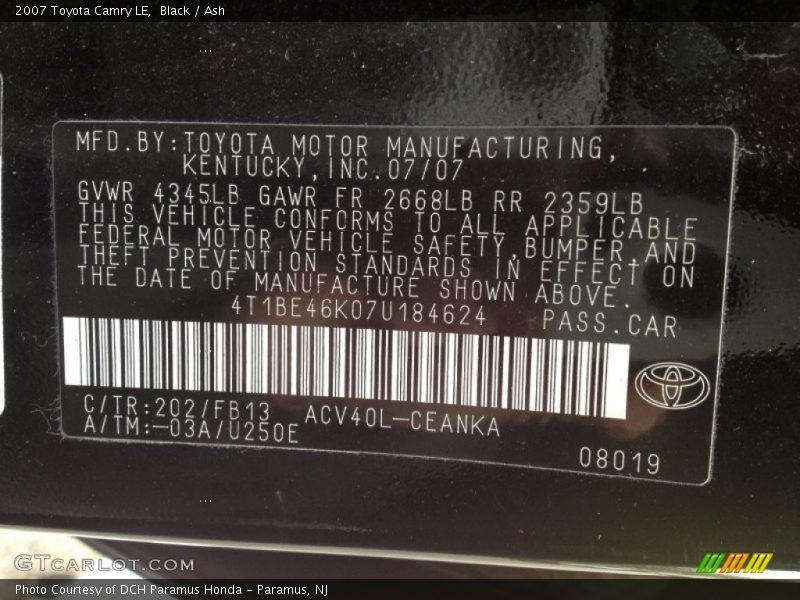 2007 Toyota Camry LE,  Black / Ash
MFD.BY:TOYOTA MOTOR MANUFACTURING,
KENTUCKY,INC.07/07
GVWR 4345LB GAWR FR 2668LB RR 2359LB
THIS VEHICLE CONFORMS TO ALL APPLICABLE
FEDERAL MOTOR VEHICLE SAFETY,BUMPER,AND
THEFT PREVENTION STANDARDS IN EFFECT ON
THE DATE OF MANUFACTURE SHOWN ABOVE.
4T1BE46K07U184624 PASS.CAR
C/TR:202/FB13 ACV40L-CEANKA
A/TM:-03A/U250E
08019
GTCARLOT.COM
Photo Courtesy of DCH Paramus Honda - Paramus, NJ